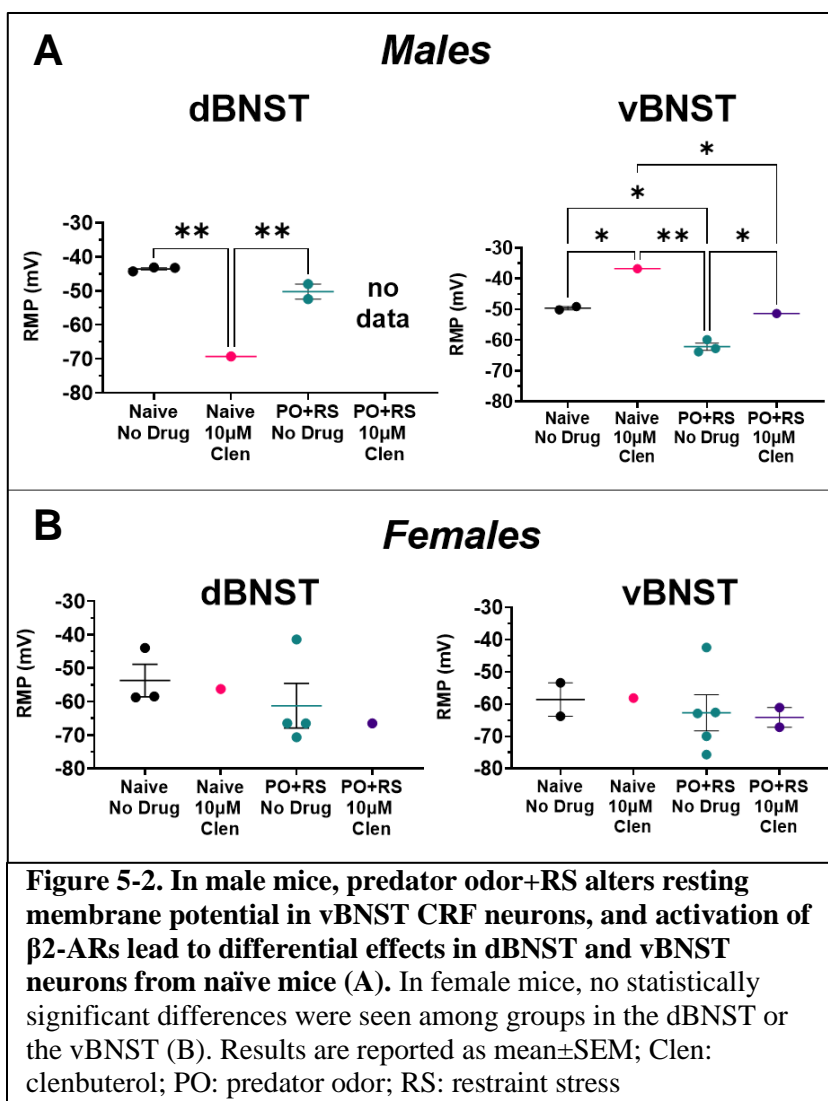 A
Males
dBNST
vBNST
*
*
** **
* ** *
-30
-40
-50
-60
-70
-80
RMP (mV)
no
data
Naive
No Drug
Naive
10µM
Clen
PO+RS
No Drug
PO+RS
10µM
Clen
-30
-40
-50
-60
-70
-80
RMP (mV)
Naive
No Drug
Naive
10µM
Clen
PO+RS
No Drug
PO+RS
10µM
Clen
B
Females
dBNST
vBNST
-30
-40
-50
-60
-70
-80
RMP (mV)
Naive
No Drug
Naive
10µM
Clen
PO+RS
No Drug
PO+RS
10µM
Clen
-30
-40
-50
-60
-70
-80
RMP (mV)
Naive
No Drug
Naive
10µM
Clen
PO+RS
No Drug
PO+RS
10µM
Clen
Figure 5-2. In male mice, predator odor+RS alters resting
membrane potential in vBNST CRF neurons, and activation of
β2-ARs lead to differential effects in dBNST and vBNST
neurons from naïve mice (A). In female mice, no statistically
significant differences were seen among groups in the dBNST or
the vBNST (B). Results are reported as mean±SEM; Clen:
clenbuterol; PO: predator odor; RS: restraint stress